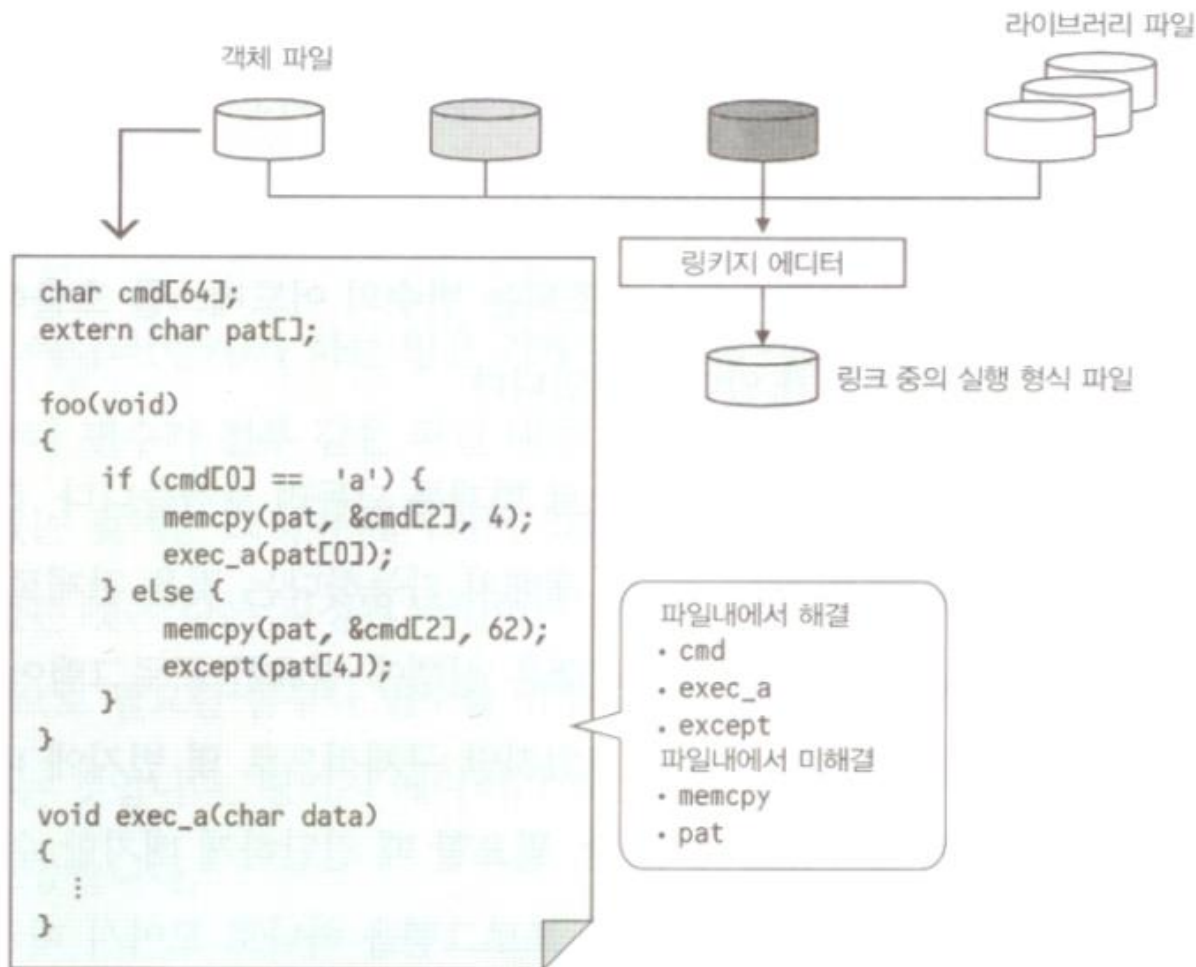 라이브러리 파일
객체 파일
링키지 에디터
링크 중의 실행 형식 파일
char cmd[64];
extern char pat[];
foo(void)
{
if (cmd[0] == 'a') {
memcpy(pat, &cmd[2], 4);
exec_a(pat[0]);
} else {
memcpy(pat, &cmd[2], 62);
except(pat[4]);
}
}
void exec_a(char data)
{
⋮
}
파일내에서 해결
• cmd
• exec_a
• except
파일내에서 미해결
• memcpy
• pat